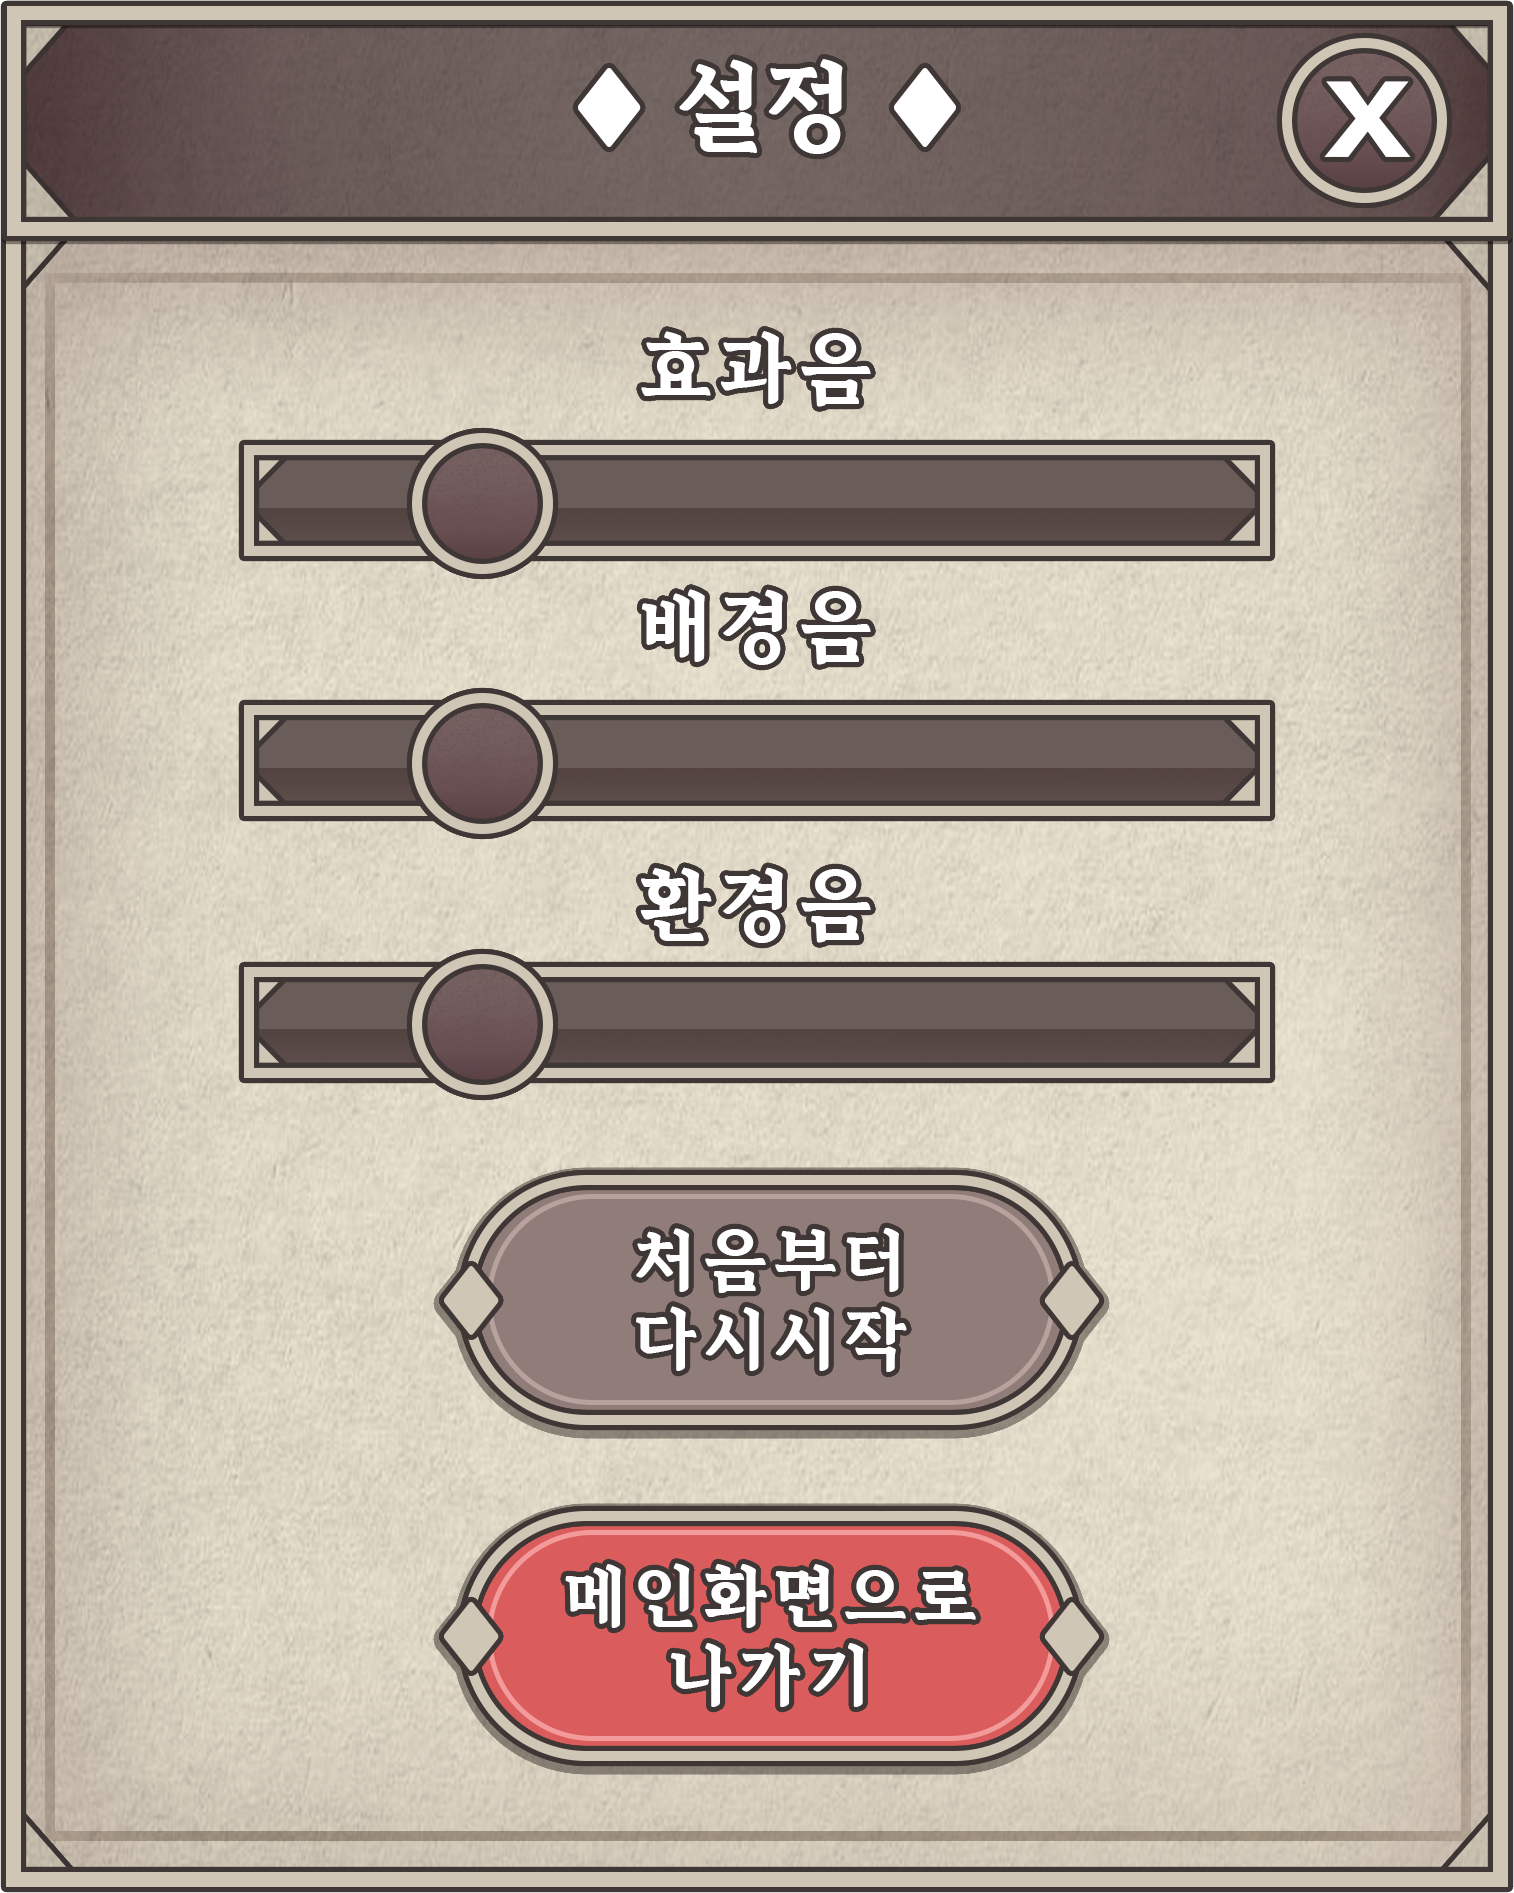 ♦ 설정 ♦
X
효과음
배경음
환경음
처음부터
다시시작
메인화면으로
나가기